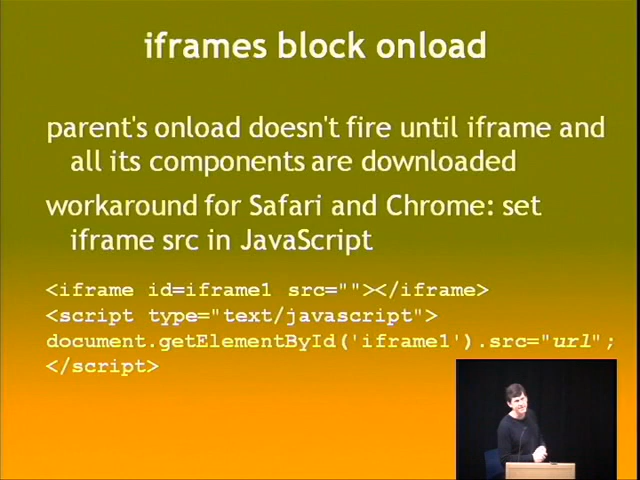 iframes block onload
parent's onload doesn't fire until iframe and
all its components are downloaded
workaround for Safari and Chrome: set
iframe src in JavaScript
<iframe id=iframe1 src=""></iframe>
<script type="text/javascript">
document.getElementById('iframe1').src="url";
</script>